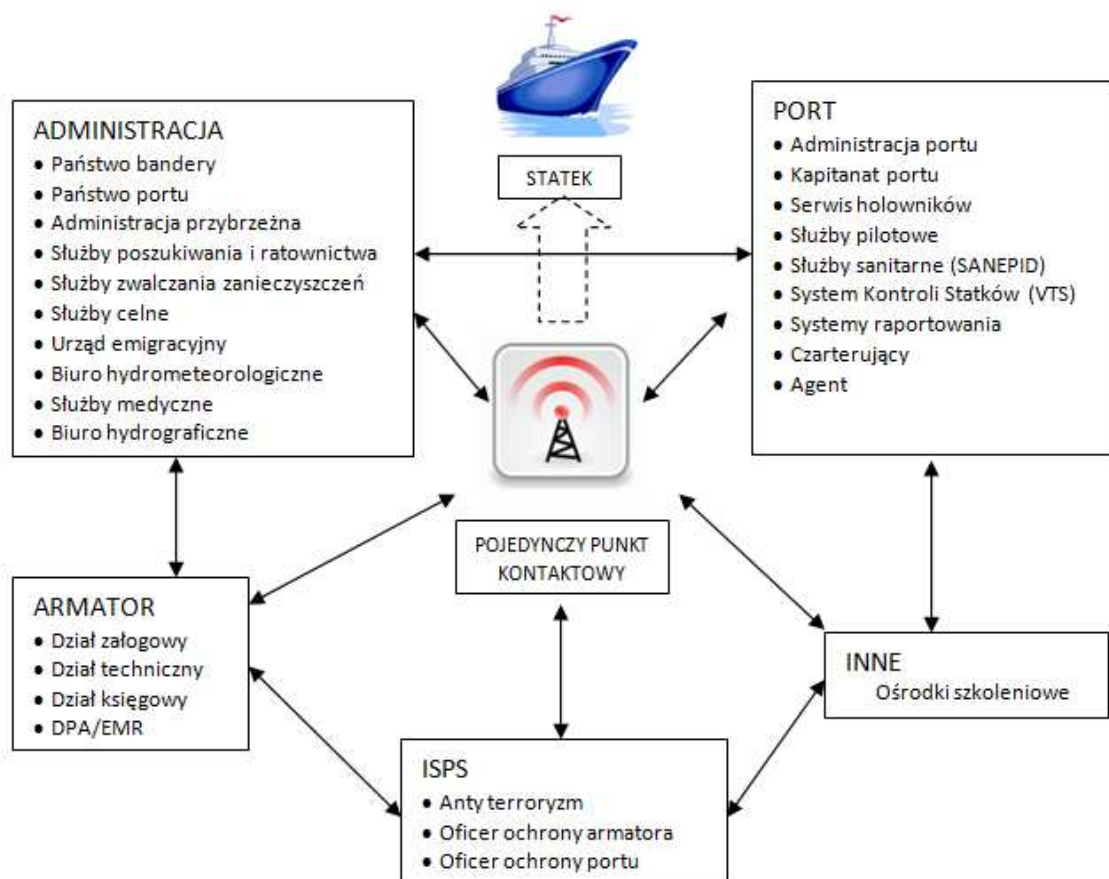 STATEK
ADMINISTRACJA
• Państwo bandery
• Państwo portu
• Administracja przybrzeżna
• Służby poszukiwania i ratownictwa
• Służby zwalczania zanieczyszczeń
• Służby celne
• Urząd emigracyjny
• Biuro hydrometeorologiczne
• Służby medyczne
• Biuro hydrograficzne
PORT
• Administracja portu
• Kapitanat portu
• Serwis holowników
• Służby pilotowe
• Służby sanitarne (SANEPID)
• System Kontroli Statków (VTS)
• Systemy raportowania
• Czarterujący
• Agent
POJEDYNCZY PUNKT
KONTAKTOWY
ARMATOR
• Dział załogowy
• Dział techniczny
• Dział księgowy
• DPA/EMR
INNE
Ośrodki szkoleniowe
ISPS
• Anty terroryzm
• Oficer ochrony armatora
• Oficer ochrony portu